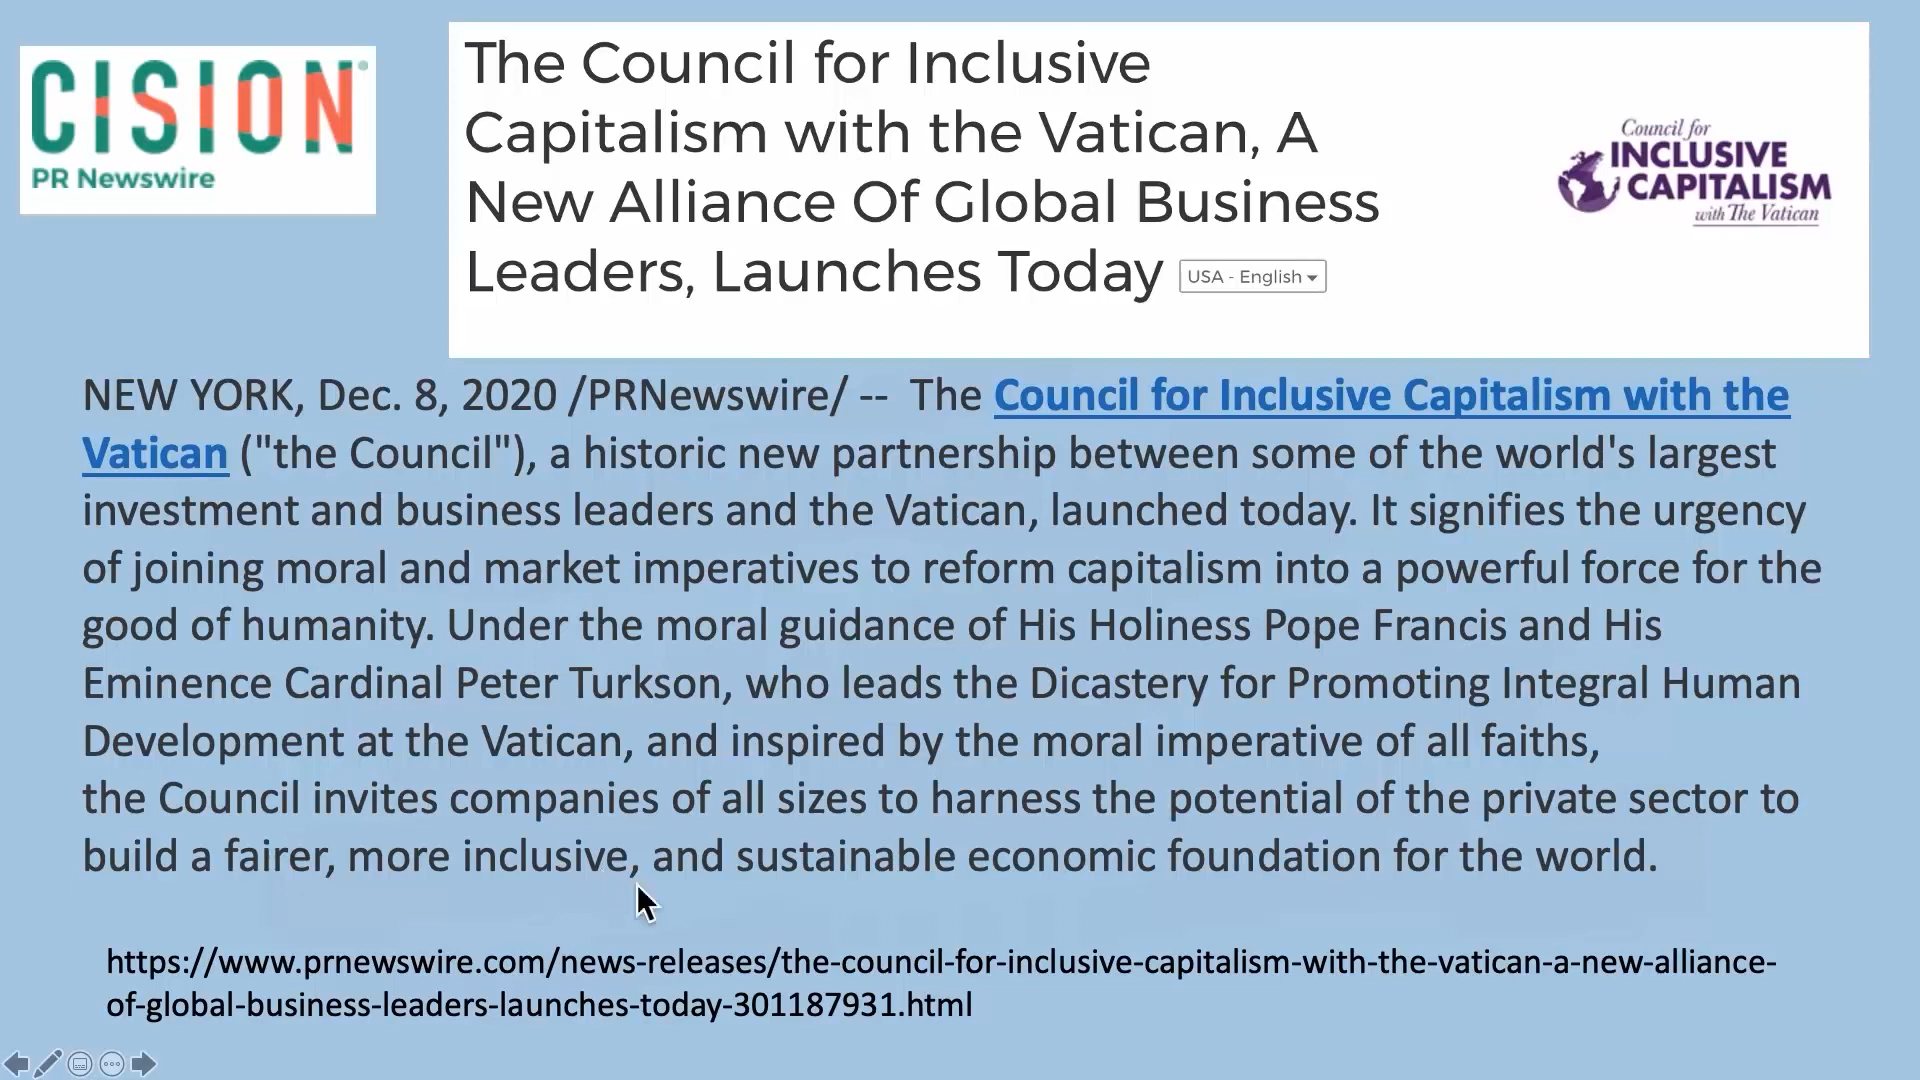 CISION
PR Newswire
The Council for Inclusive
Capitalism with the Vatican, A
New Alliance Of Global Business
Leaders, Launches Today USA - English
Council for
INCLUSIVE
CAPITALISM
with The Vatican
NEW YORK, Dec. 8, 2020 /PRNewswire/ -- The Council for Inclusive Capitalism with the
Vatican ("the Council"), a historic new partnership between some of the world's largest
investment and business leaders and the Vatican, launched today. It signifies the urgency
of joining moral and market imperatives to reform capitalism into a powerful force for the
good of humanity. Under the moral guidance of His Holiness Pope Francis and His
Eminence Cardinal Peter Turkson, who leads the Dicastery for Promoting Integral Human
Development at the Vatican, and inspired by the moral imperative of all faiths,
the Council invites companies of all sizes to harness the potential of the private sector to
build a fairer, more inclusive, and sustainable economic foundation for the world.
https://www.prnewswire.com/news-releases/the-council-for-inclusive-capitalism-with-the-vatican-a-new-alliance-
of-global-business-leaders-launches-today-301187931.html